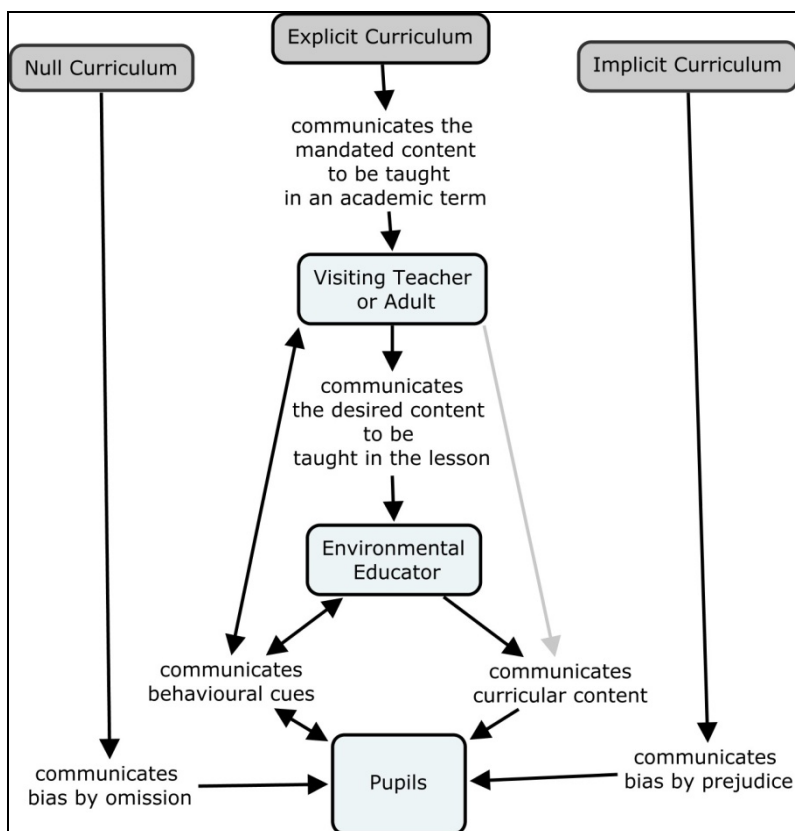 Explicit Curriculum
Null Curriculum
Implicit Curriculum
communicates the
mandated content
to be taught
in an academic term
Visiting Teacher
or Adult
communicates
the desired content
to be
taught in the lesson
Environmental
Educator
communicates
behavioural cues
communicates
curricular content
communicates
bias by omission
Pupils
communicates
bias by prejudice